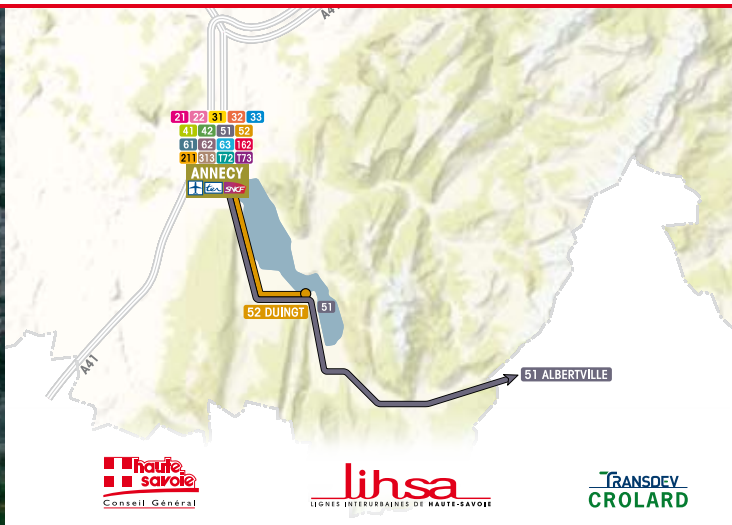 A41
21 22 31 32 33
41 42 51 52
61 62 63 162
211 313 T72 T73
ANNECY
ter SNCF
52 DUINGT
51
A41
51 ALBERTVILLE
haute
savoie
Conseil Général
lihsa
LIGNES INTERURBAINES DE HAUTE-SAVOIE
TRANSDEV
CROLARD